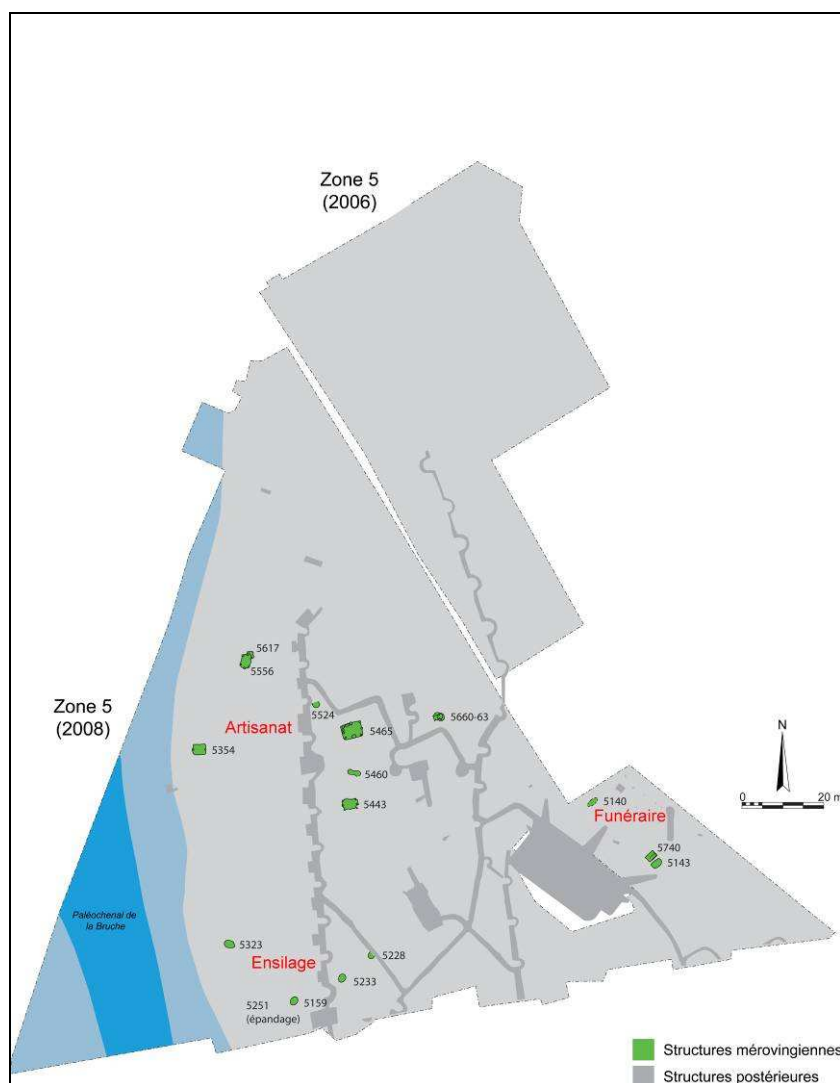 Zone 5
(2006)
Zone 5
(2008)
5617
5556
5524
Artisanat
5465
5660-63
5354
5460
5443
N
0 20 m
5140
Funéraire
5740
5143
Paléochenal de
la Bruche
5323
Ensilage
5228
5233
5251
(épandage)
5159
Structures mérovingiennes
Structures postérieures